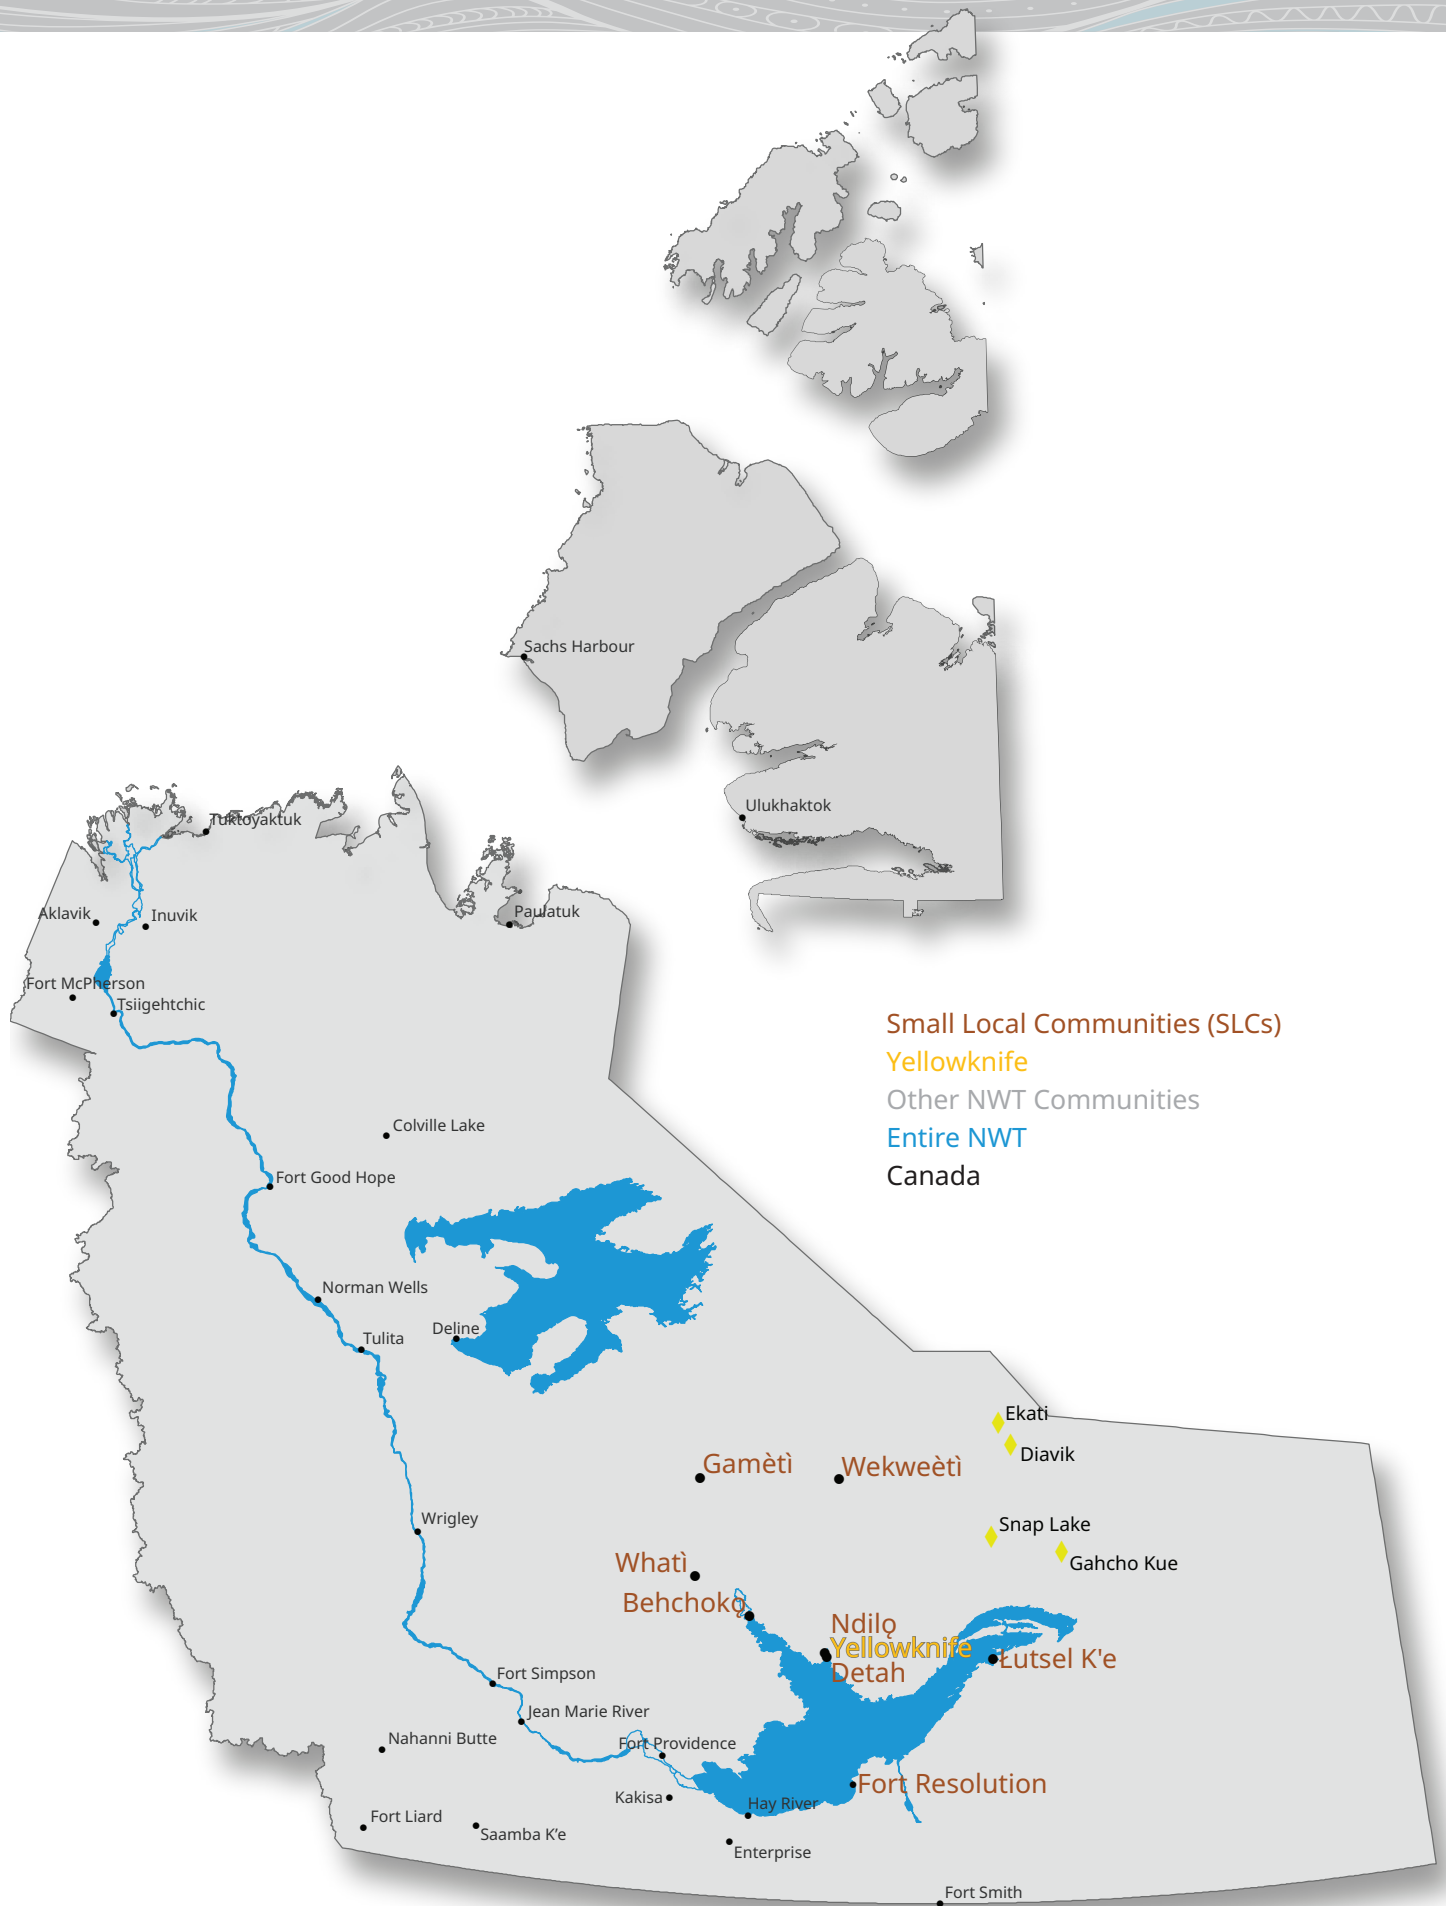 Sachs Harbour
Ulukhaktok
Tuktoyaktuk
Aklavik
Inuvik
Paulatuk
Fort McPherson
Tsiigehtchic
Small Local Communities (SLCs)
Yellowknife
Other NWT Communities
Entire NWT
Canada
Colville Lake
Fort Good Hope
Norman Wells
Tulita
Deline
Ekati
Diavik
Gamètì
Wekweètì
Wrigley
Snap Lake
Gahcho Kue
Whatì
Behchokǫ̀
Ndilǫ
Yellowknife
Detah
Łutsel K'e
Fort Simpson
Jean Marie River
Nahanni Butte
Fort Providence
Kakisa
Fort Resolution
Hay River
Fort Liard
Saamba K'e
Enterprise
Fort Smith